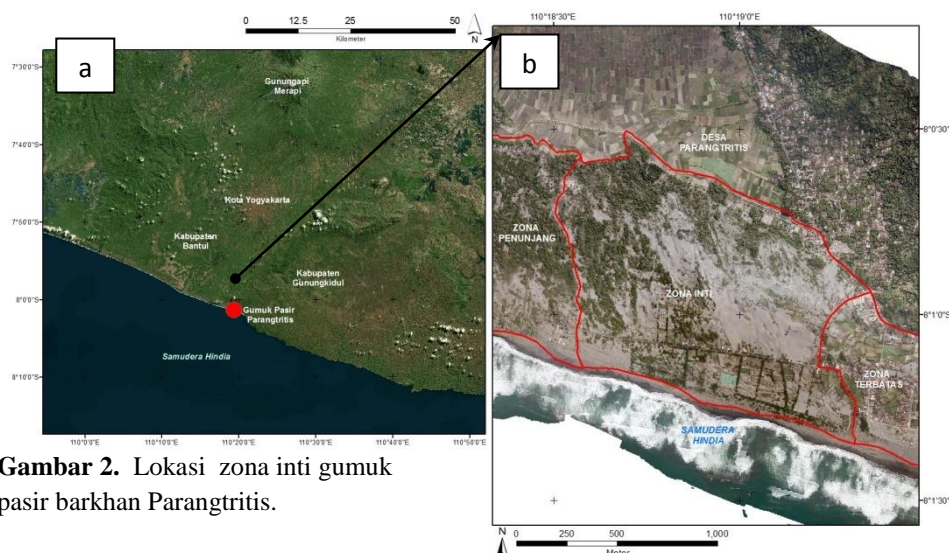 0 12.5 25 50
Kilometer
N
a
7°30'0"S
7°40'0"S
7°50'0"S
8°0'0"S
8°10'0"S
Gunungapi
Merapi
Kota Yogyakarta
Kabupaten
Bantul
Kabupaten
Gunungkidul
Gumuk Pasir
Parangtritis
Samudera Hindia
110°0'0"E 110°10'0"E 110°20'0"E 110°30'0"E 110°40'0"E 110°50'0"E
Gambar 2. Lokasi zona inti gumuk
pasir barkhan Parangtritis.
110°18'30"E 110°19'0"E
b
8°0'30"S
8°1'0"S
8°1'30"S
DESA
PARANGTRITIS
ZONA
PENUNJANG
ZONA INTI
ZONA
TERBATAS
SAMUDERA
HINDIA
0 250 500 1,000
Meter
N